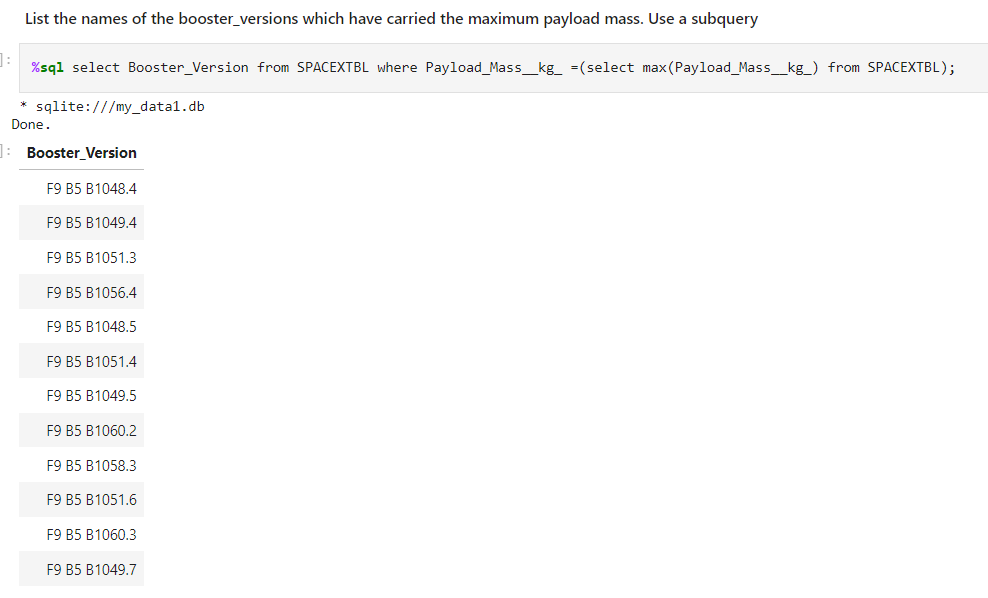 List the names of the booster_versions which have carried the maximum payload mass. Use a subquery
]: %sql select Booster_Version from SPACEXTBL where Payload_Mass__kg_ =(select max(Payload_Mass__kg_) from SPACEXTBL);
* sqlite:///my_data1.db
Done.
]: Booster_Version
F9 B5 B1048.4
F9 B5 B1049.4
F9 B5 B1051.3
F9 B5 B1056.4
F9 B5 B1048.5
F9 B5 B1051.4
F9 B5 B1049.5
F9 B5 B1060.2
F9 B5 B1058.3
F9 B5 B1051.6
F9 B5 B1060.3
F9 B5 B1049.7